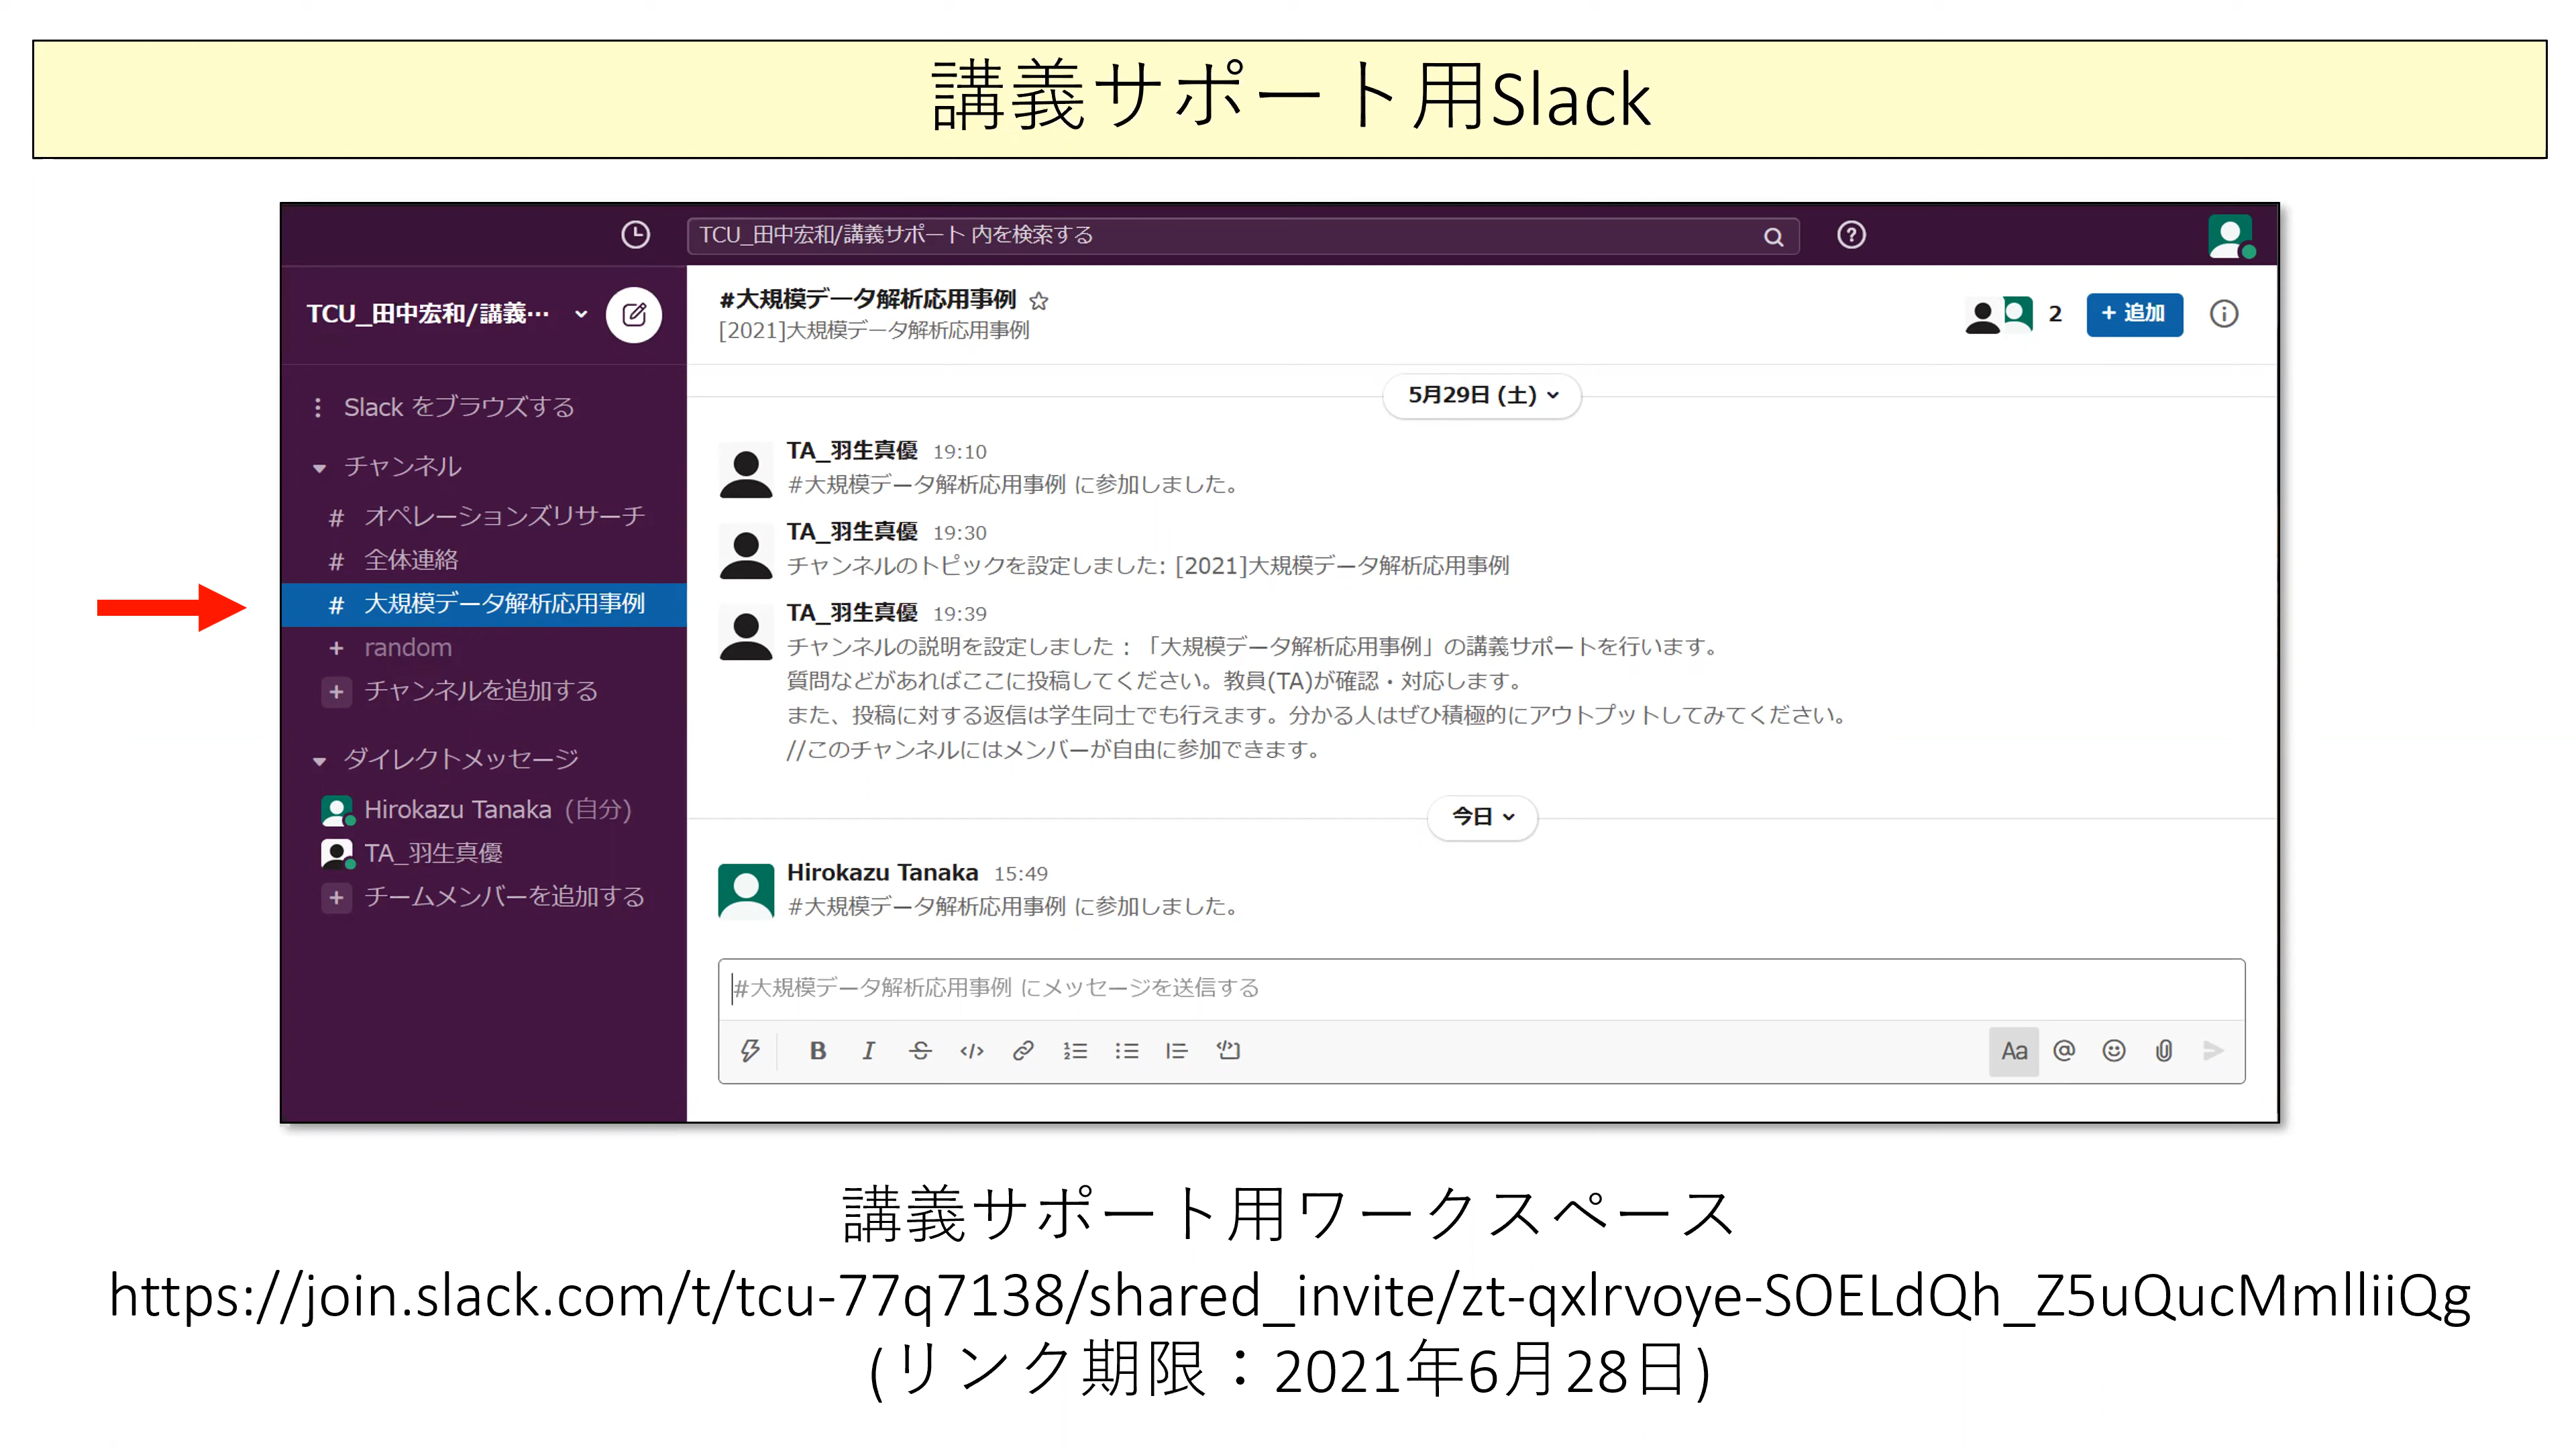 講義サポート用Slack
TCU_田中宏和/講義サポート 内を検索する
TCU_田中宏和/講義…
#大規模データ解析応用事例
[2021]大規模データ解析応用事例
2
+ 追加
Slack をブラウズする
チャンネル
# オペレーションズリサーチ
# 全体連絡
# 大規模データ解析応用事例
+ random
+ チャンネルを追加する
ダイレクトメッセージ
Hirokazu Tanaka (自分)
TA_羽生真優
+ チームメンバーを追加する
5月29日 (土)
TA_羽生真優 19:10
#大規模データ解析応用事例 に参加しました。
TA_羽生真優 19:30
チャンネルのトピックを設定しました: [2021]大規模データ解析応用事例
TA_羽生真優 19:39
チャンネルの説明を設定しました：「大規模データ解析応用事例」の講義サポートを行います。
質問などがあればここに投稿してください。教員(TA)が確認・対応します。
また、投稿に対する返信は学生同士でも行えます。分かる人はぜひ積極的にアウトプットしてみてください。
//このチャンネルにはメンバーが自由に参加できます。
今日
Hirokazu Tanaka 15:49
#大規模データ解析応用事例 に参加しました。
#大規模データ解析応用事例 にメッセージを送信する
B I S </> Aa @
講義サポート用ワークスペース
https://join.slack.com/t/tcu-77q7138/shared_invite/zt-qxlrvoye-SOELdQh_Z5uQucMmlliiQg
(リンク期限：2021年6月28日)